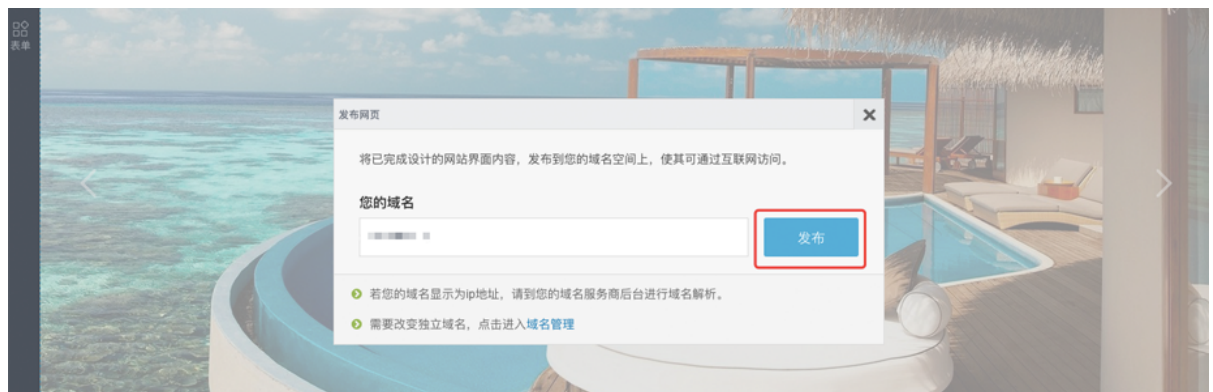 表单
发布网页
将已完成设计的网站界面内容，发布到您的域名空间上，使其可通过互联网访问。
您的域名
发布
若您的域名显示为ip地址，请到您的域名服务商后台进行域名解析。
需要改变独立域名，点击进入域名管理